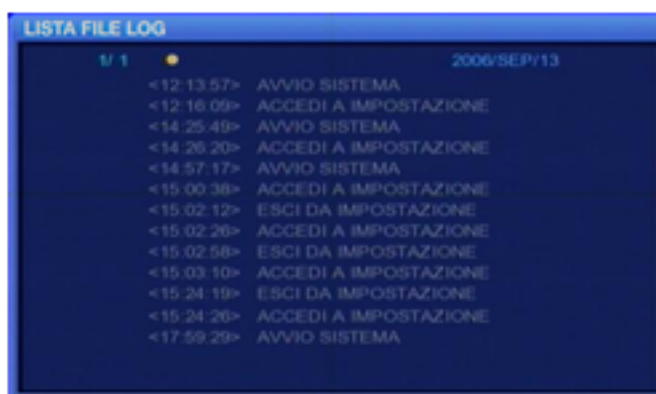 LISTA FILE LOG
1/ 1 2006/SEP/13
<12:13:57> AVVIO SISTEMA
<12:16:09> ACCEDI A IMPOSTAZIONE
<14:25:49> AVVIO SISTEMA
<14:26:20> ACCEDI A IMPOSTAZIONE
<14:57:17> AVVIO SISTEMA
<15:00:38> ACCEDI A IMPOSTAZIONE
<15:02:12> ESCI DA IMPOSTAZIONE
<15:02:26> ACCEDI A IMPOSTAZIONE
<15:02:58> ESCI DA IMPOSTAZIONE
<15:03:10> ACCEDI A IMPOSTAZIONE
<15:24:19> ESCI DA IMPOSTAZIONE
<15:24:26> ACCEDI A IMPOSTAZIONE
<17:59:29> AVVIO SISTEMA